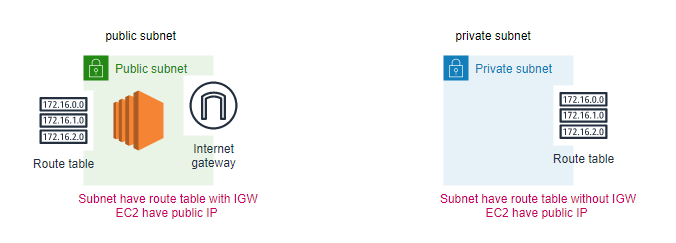 public subnet
Public subnet
172.16.0.0
172.16.1.0
172.16.2.0
Route table
Internet
gateway
Subnet have route table with IGW
EC2 have public IP
private subnet
Private subnet
172.16.0.0
172.16.1.0
172.16.2.0
Route table
Subnet have route table without IGW
EC2 have public IP